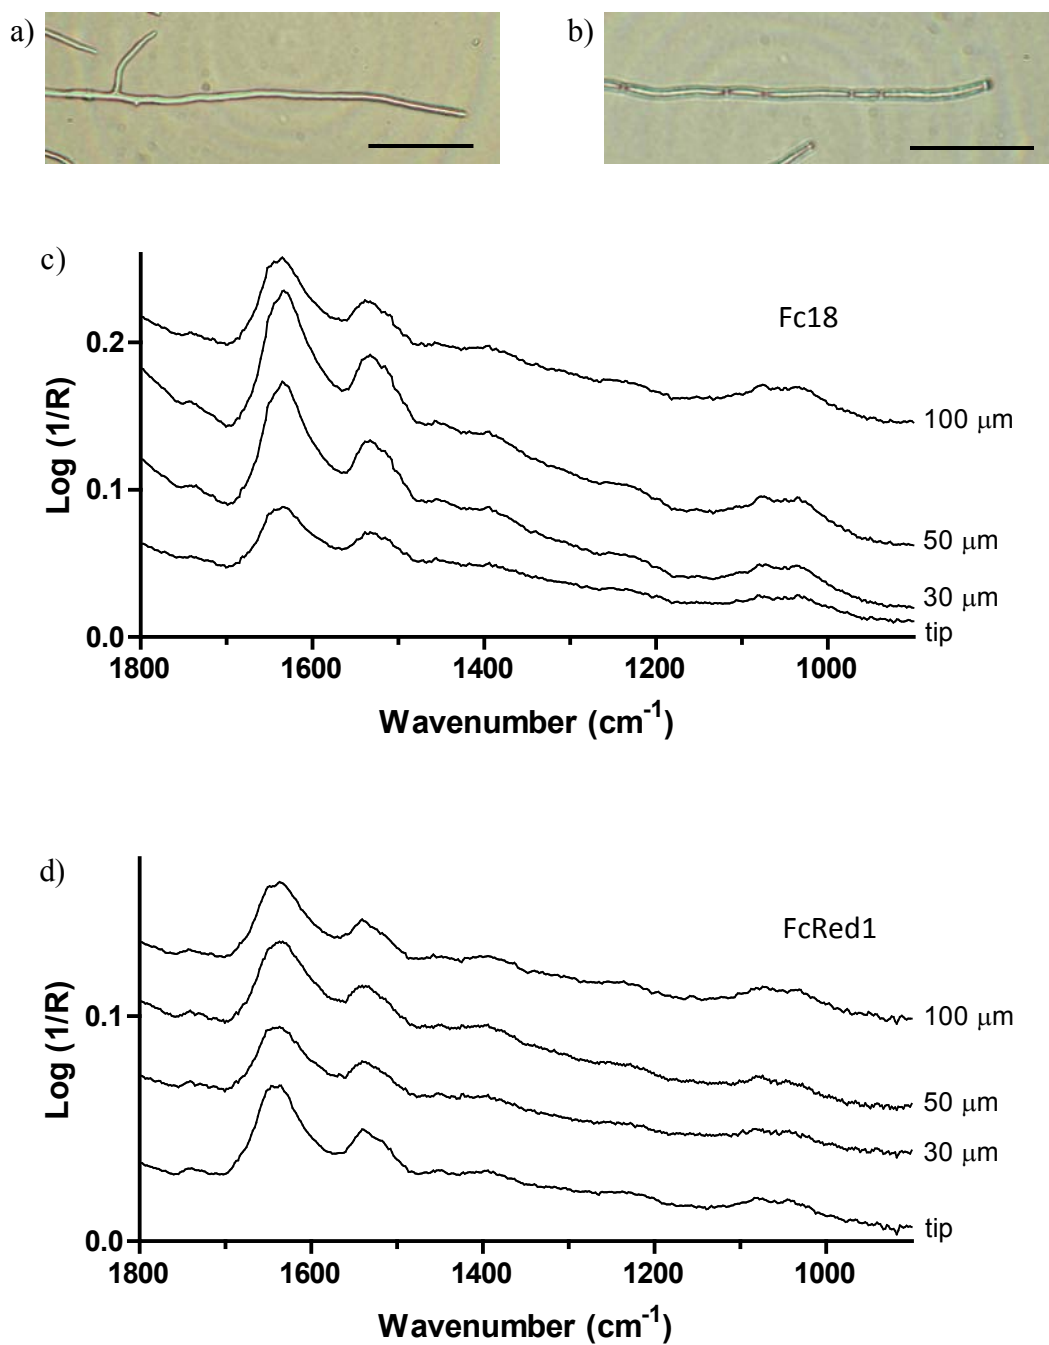 a)
b)
c)
Fc18
0.2
0.1
0.0
Log (1/R)
100 μm
50 μm
30 μm
tip
1800 1600 1400 1200 1000
Wavenumber (cm⁻¹)
d)
FcRed1
0.1
0.0
Log (1/R)
100 μm
50 μm
30 μm
tip
1800 1600 1400 1200 1000
Wavenumber (cm⁻¹)